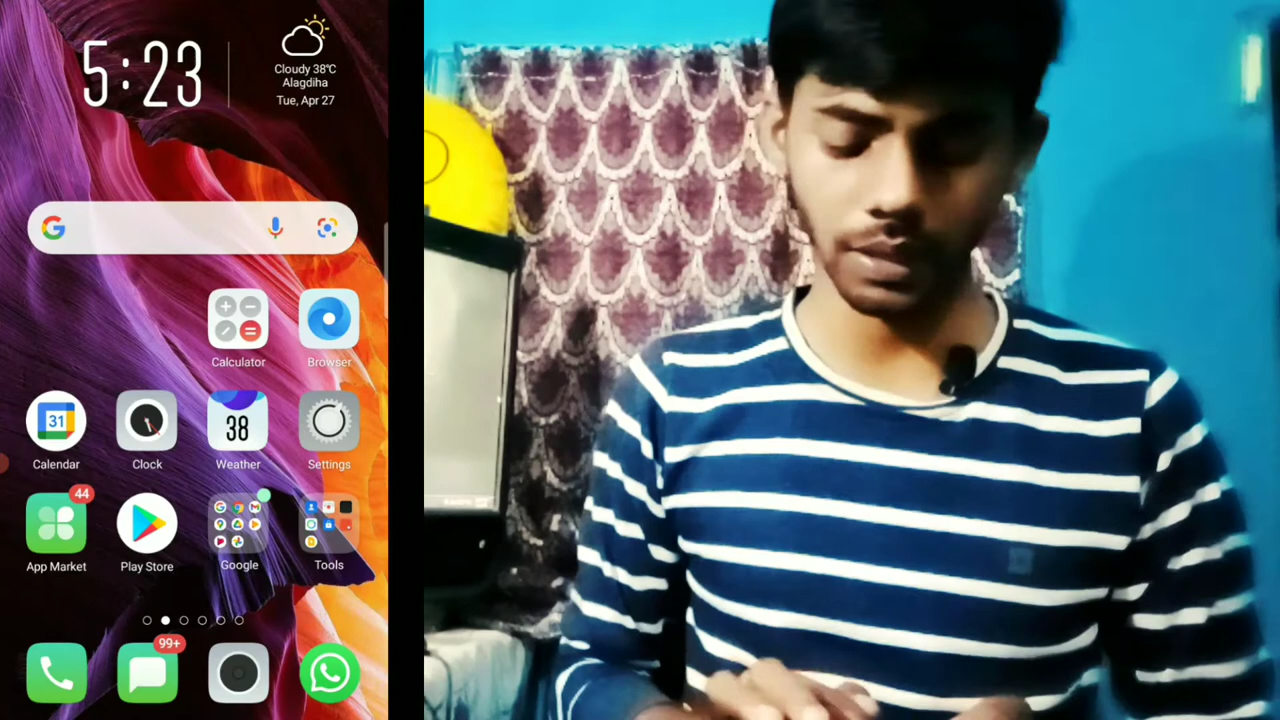 5:23
Cloudy 38°C
Alagdiha
Tue, Apr 27
Calculator
Browser
31
38
Calendar
Clock
Weather
Settings
44
App Market
Play Store
Google
Tools
99+